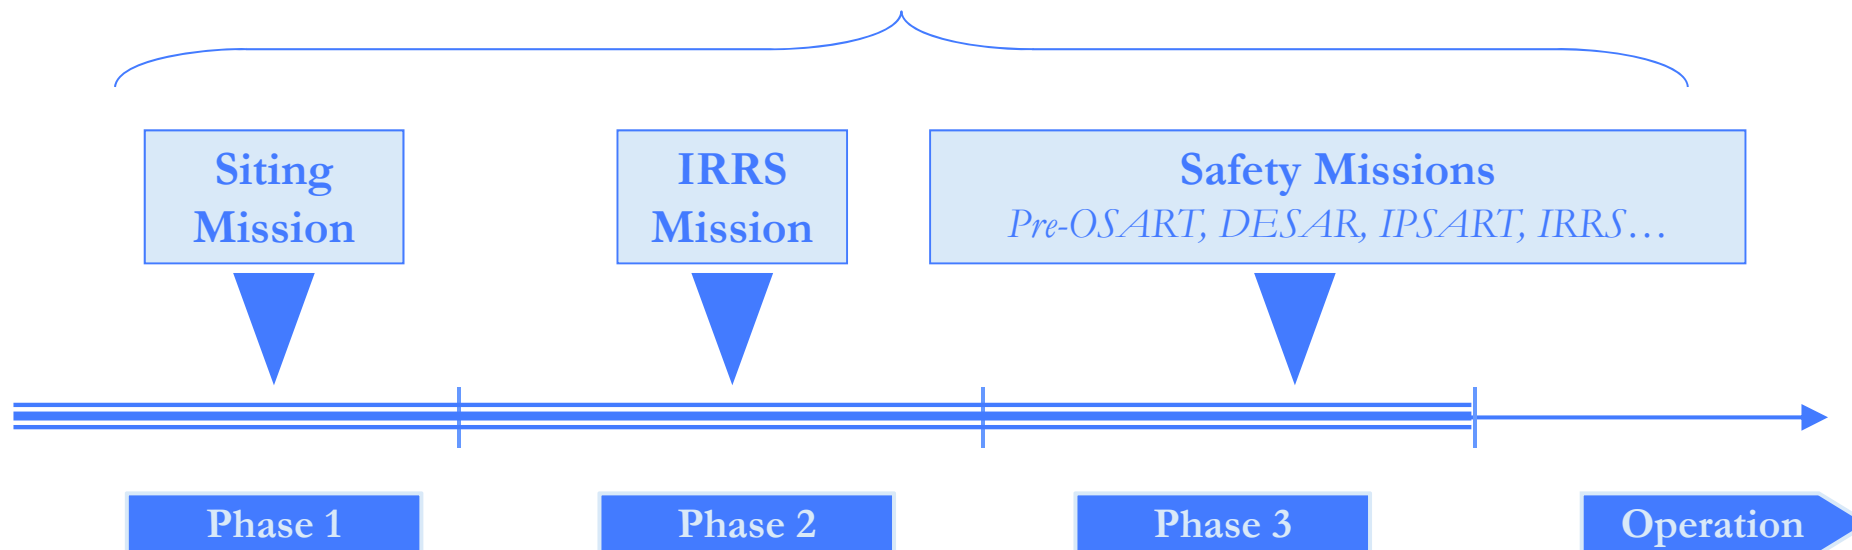 Siting
Mission
IRRS
Mission
Safety Missions
Pre-OSART, DESAR, IPSART, IRRS…
Phase 1
Phase 2
Phase 3
Operation